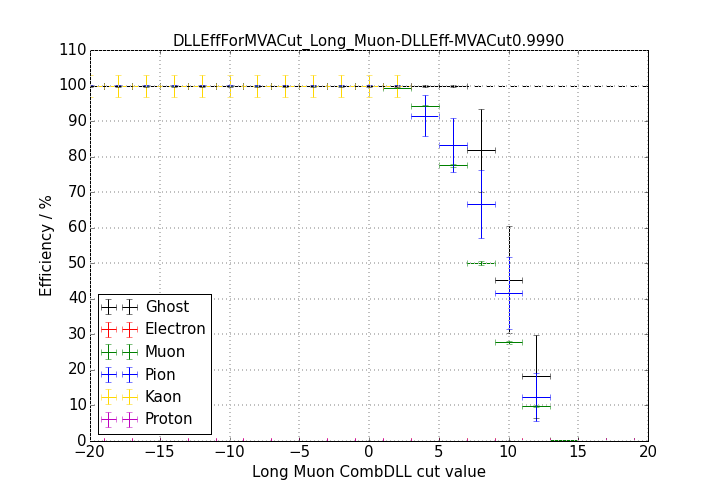 DLLEffForMVACut_Long_Muon-DLLEff-MVACut0.9990
110
100
90
80
70
60
50
40
30
20
10
0
Efficiency / %
Ghost
Electron
Muon
Pion
Kaon
Proton
−20 −15 −10 −5 0 5 10 15 20
Long Muon CombDLL cut value